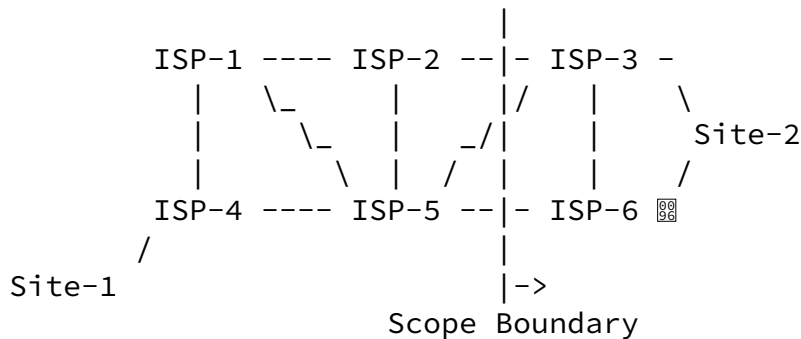 |
ISP-1 ---- ISP-2 --|- ISP-3 -
| \_ | |/ | \
| \_ | _/| | Site-2
| \ | / | | /
ISP-4 ---- ISP-5 --|- ISP-6
/ |
Site-1 |->
Scope Boundary